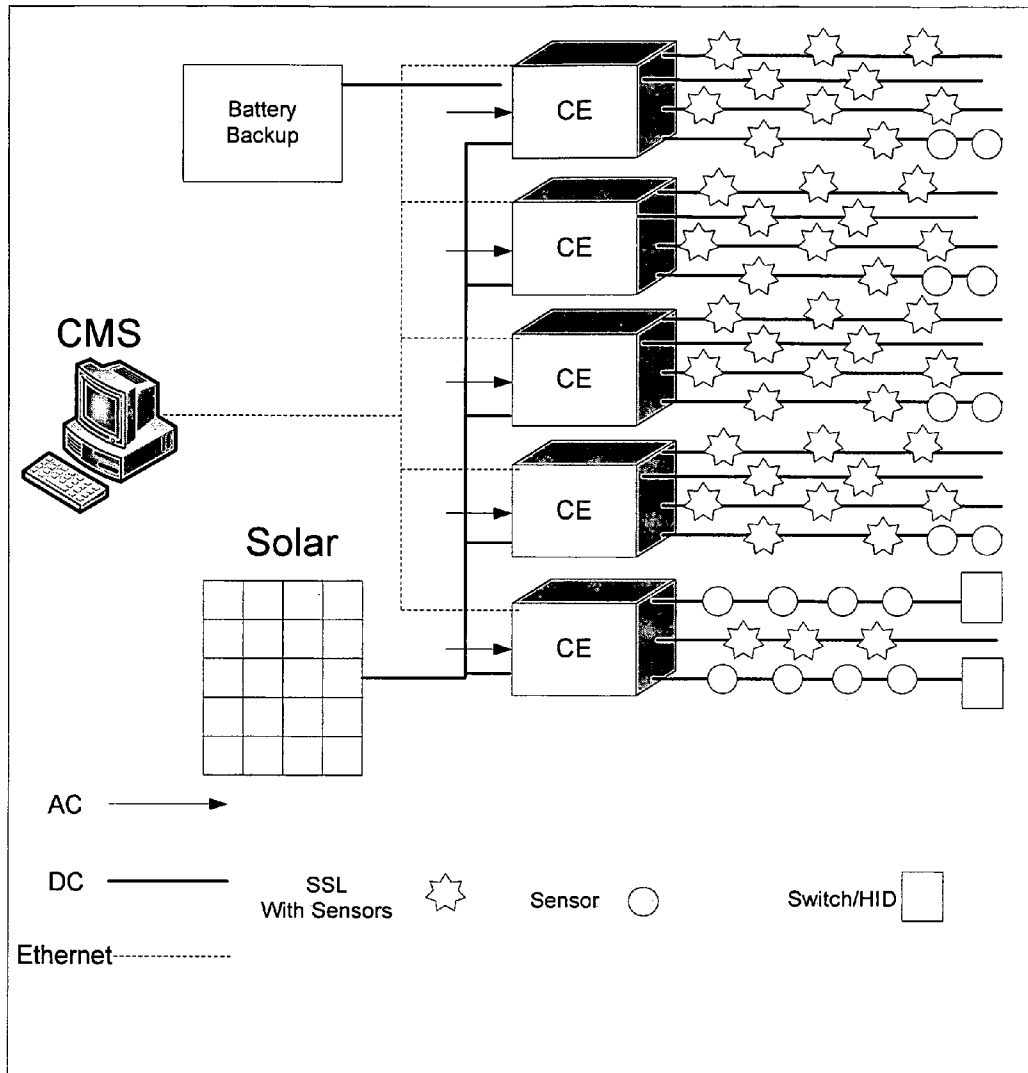 Battery
Backup
CE
CE
CMS
CE
CE
Solar
CE
AC
DC
SSL
With Sensors
Sensor
Switch/HID
Ethernet